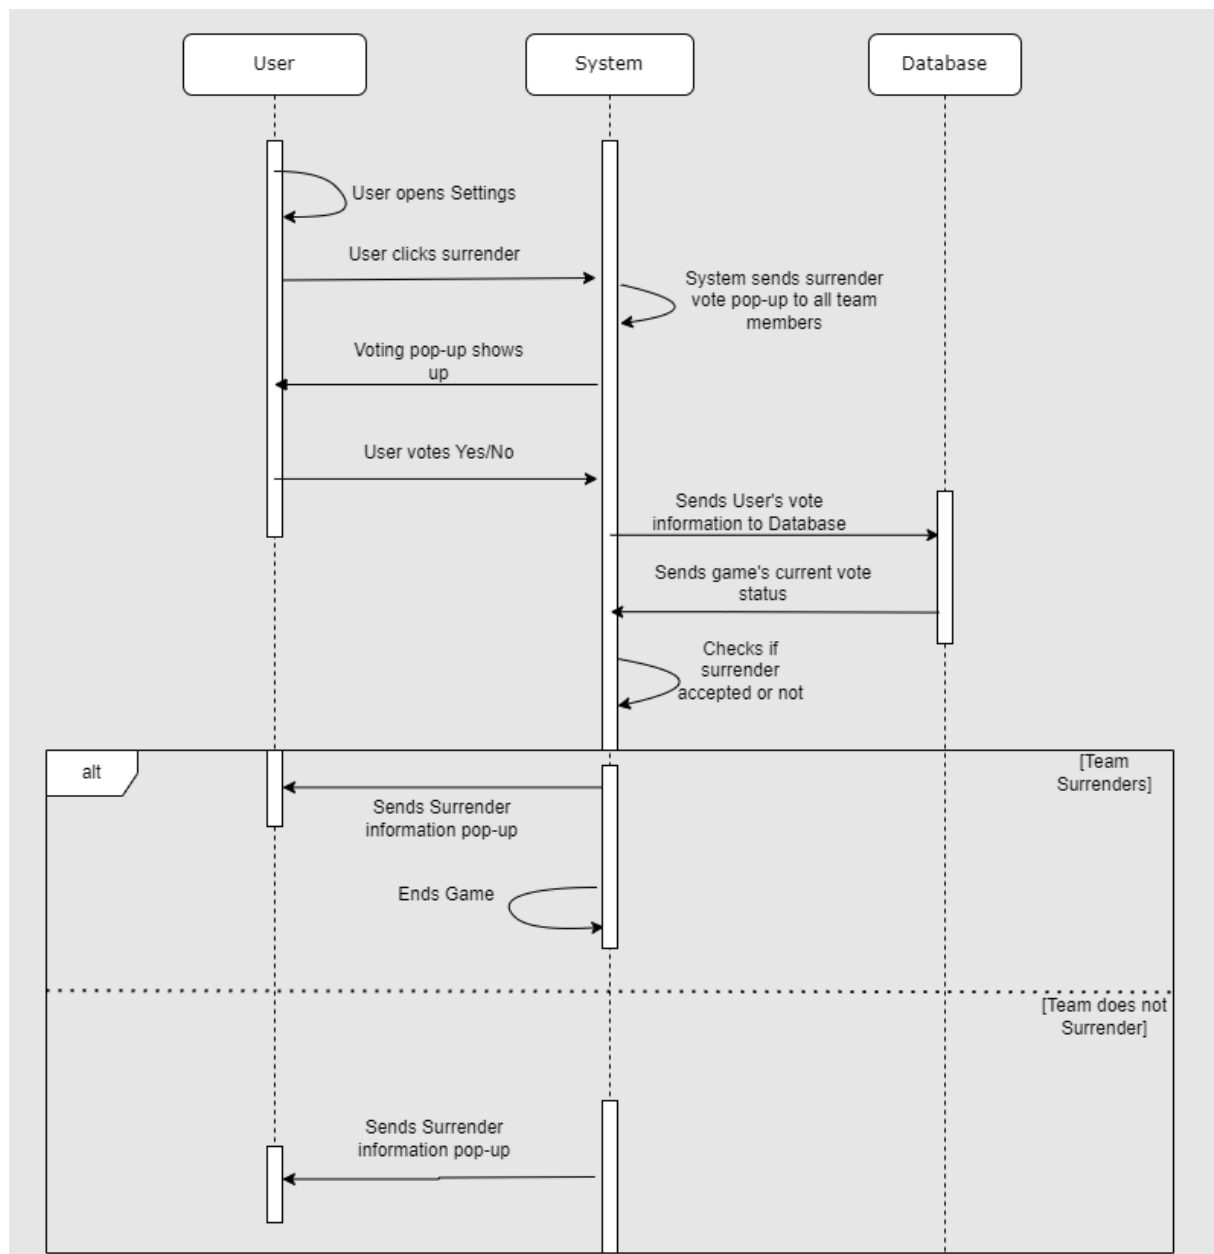 User
System
Database
User opens Settings
User clicks surrender
System sends surrender
vote pop-up to all team
members
Voting pop-up shows
up
User votes Yes/No
Sends User's vote
information to Database
Sends game's current vote
status
Checks if
surrender
accepted or not
alt
[Team
Surrenders]
Sends Surrender
information pop-up
Ends Game
[Team does not
Surrender]
Sends Surrender
information pop-up